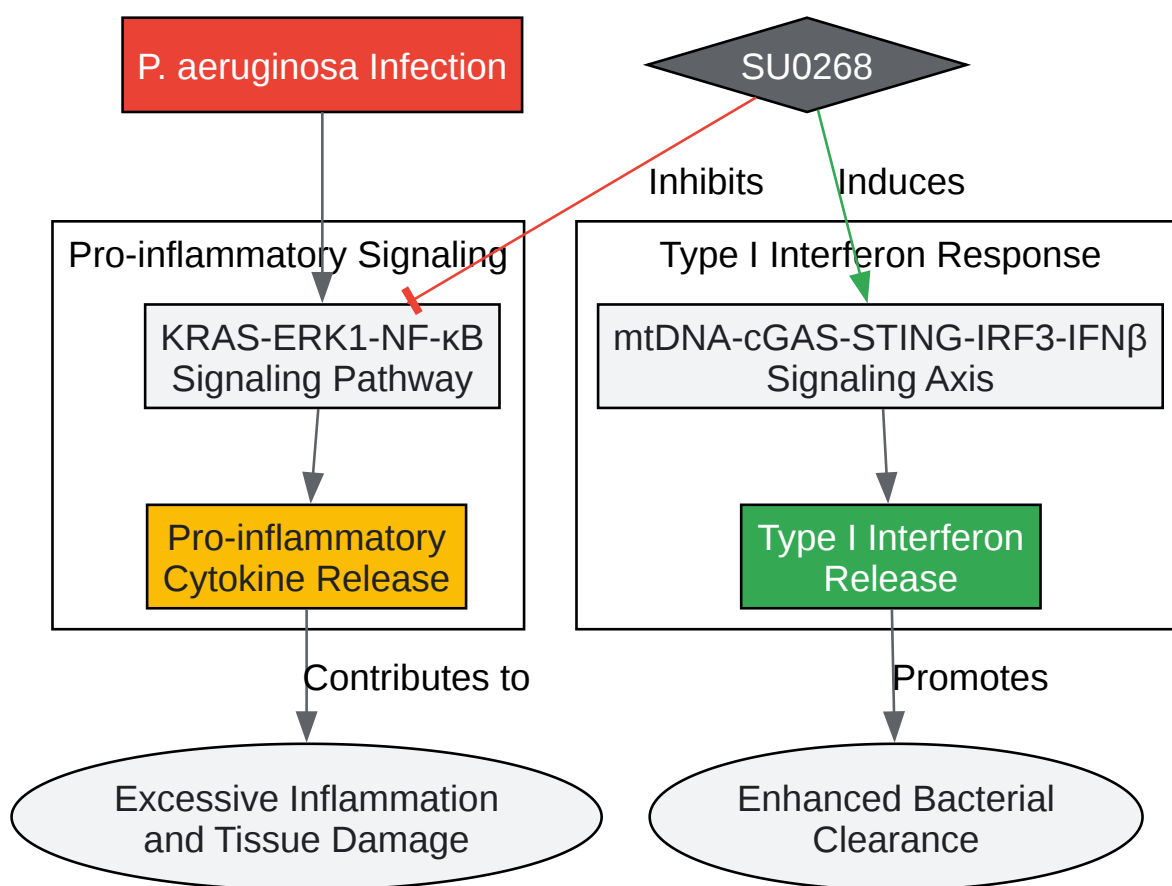 P. aeruginosa Infection
SU0268
Inhibits
Induces
Pro-inflammatory Signaling
Type I Interferon Response
KRAS-ERK1-NF-κB
Signaling Pathway
mtDNA-cGAS-STING-IRF3-IFNβ
Signaling Axis
Pro-inflammatory
Cytokine Release
Type I Interferon
Release
Contributes to
Promotes
Excessive Inflammation
and Tissue Damage
Enhanced Bacterial
Clearance